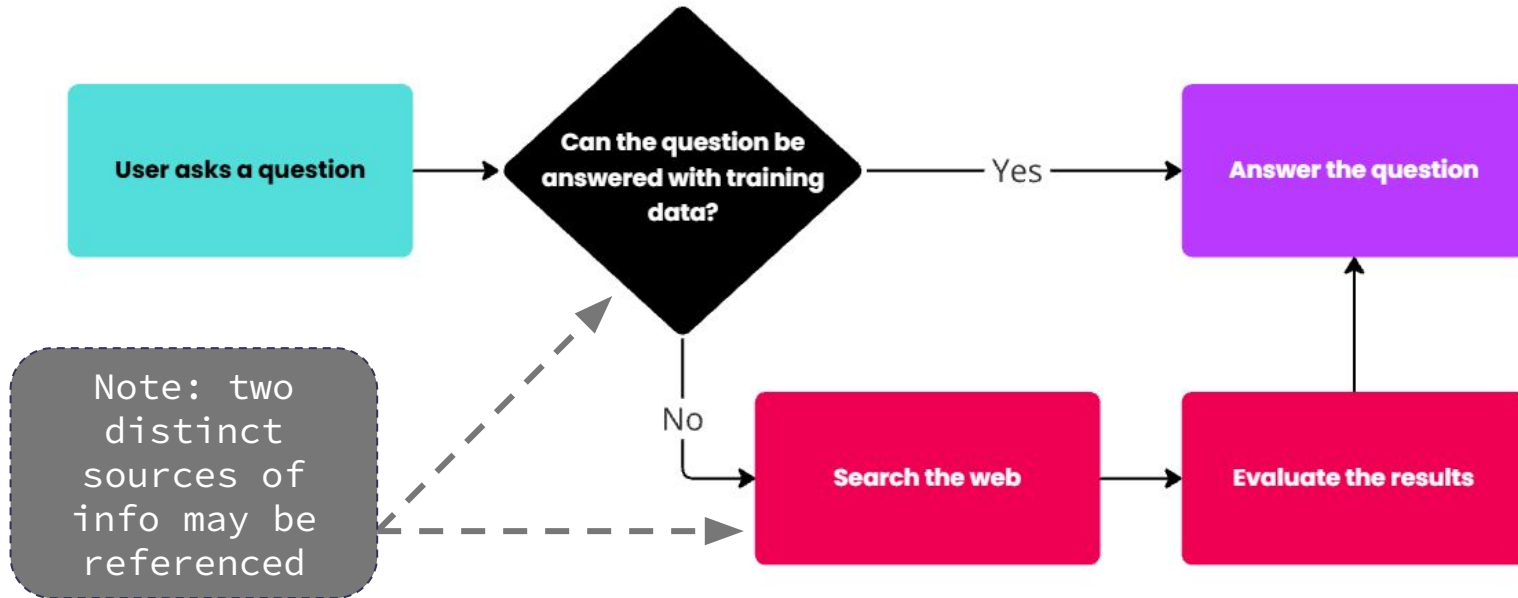 User asks a question
Can the question be
answered with training
data?
Yes
Answer the question
Note: two
distinct
sources of
info may be
referenced
No
Search the web
Evaluate the results